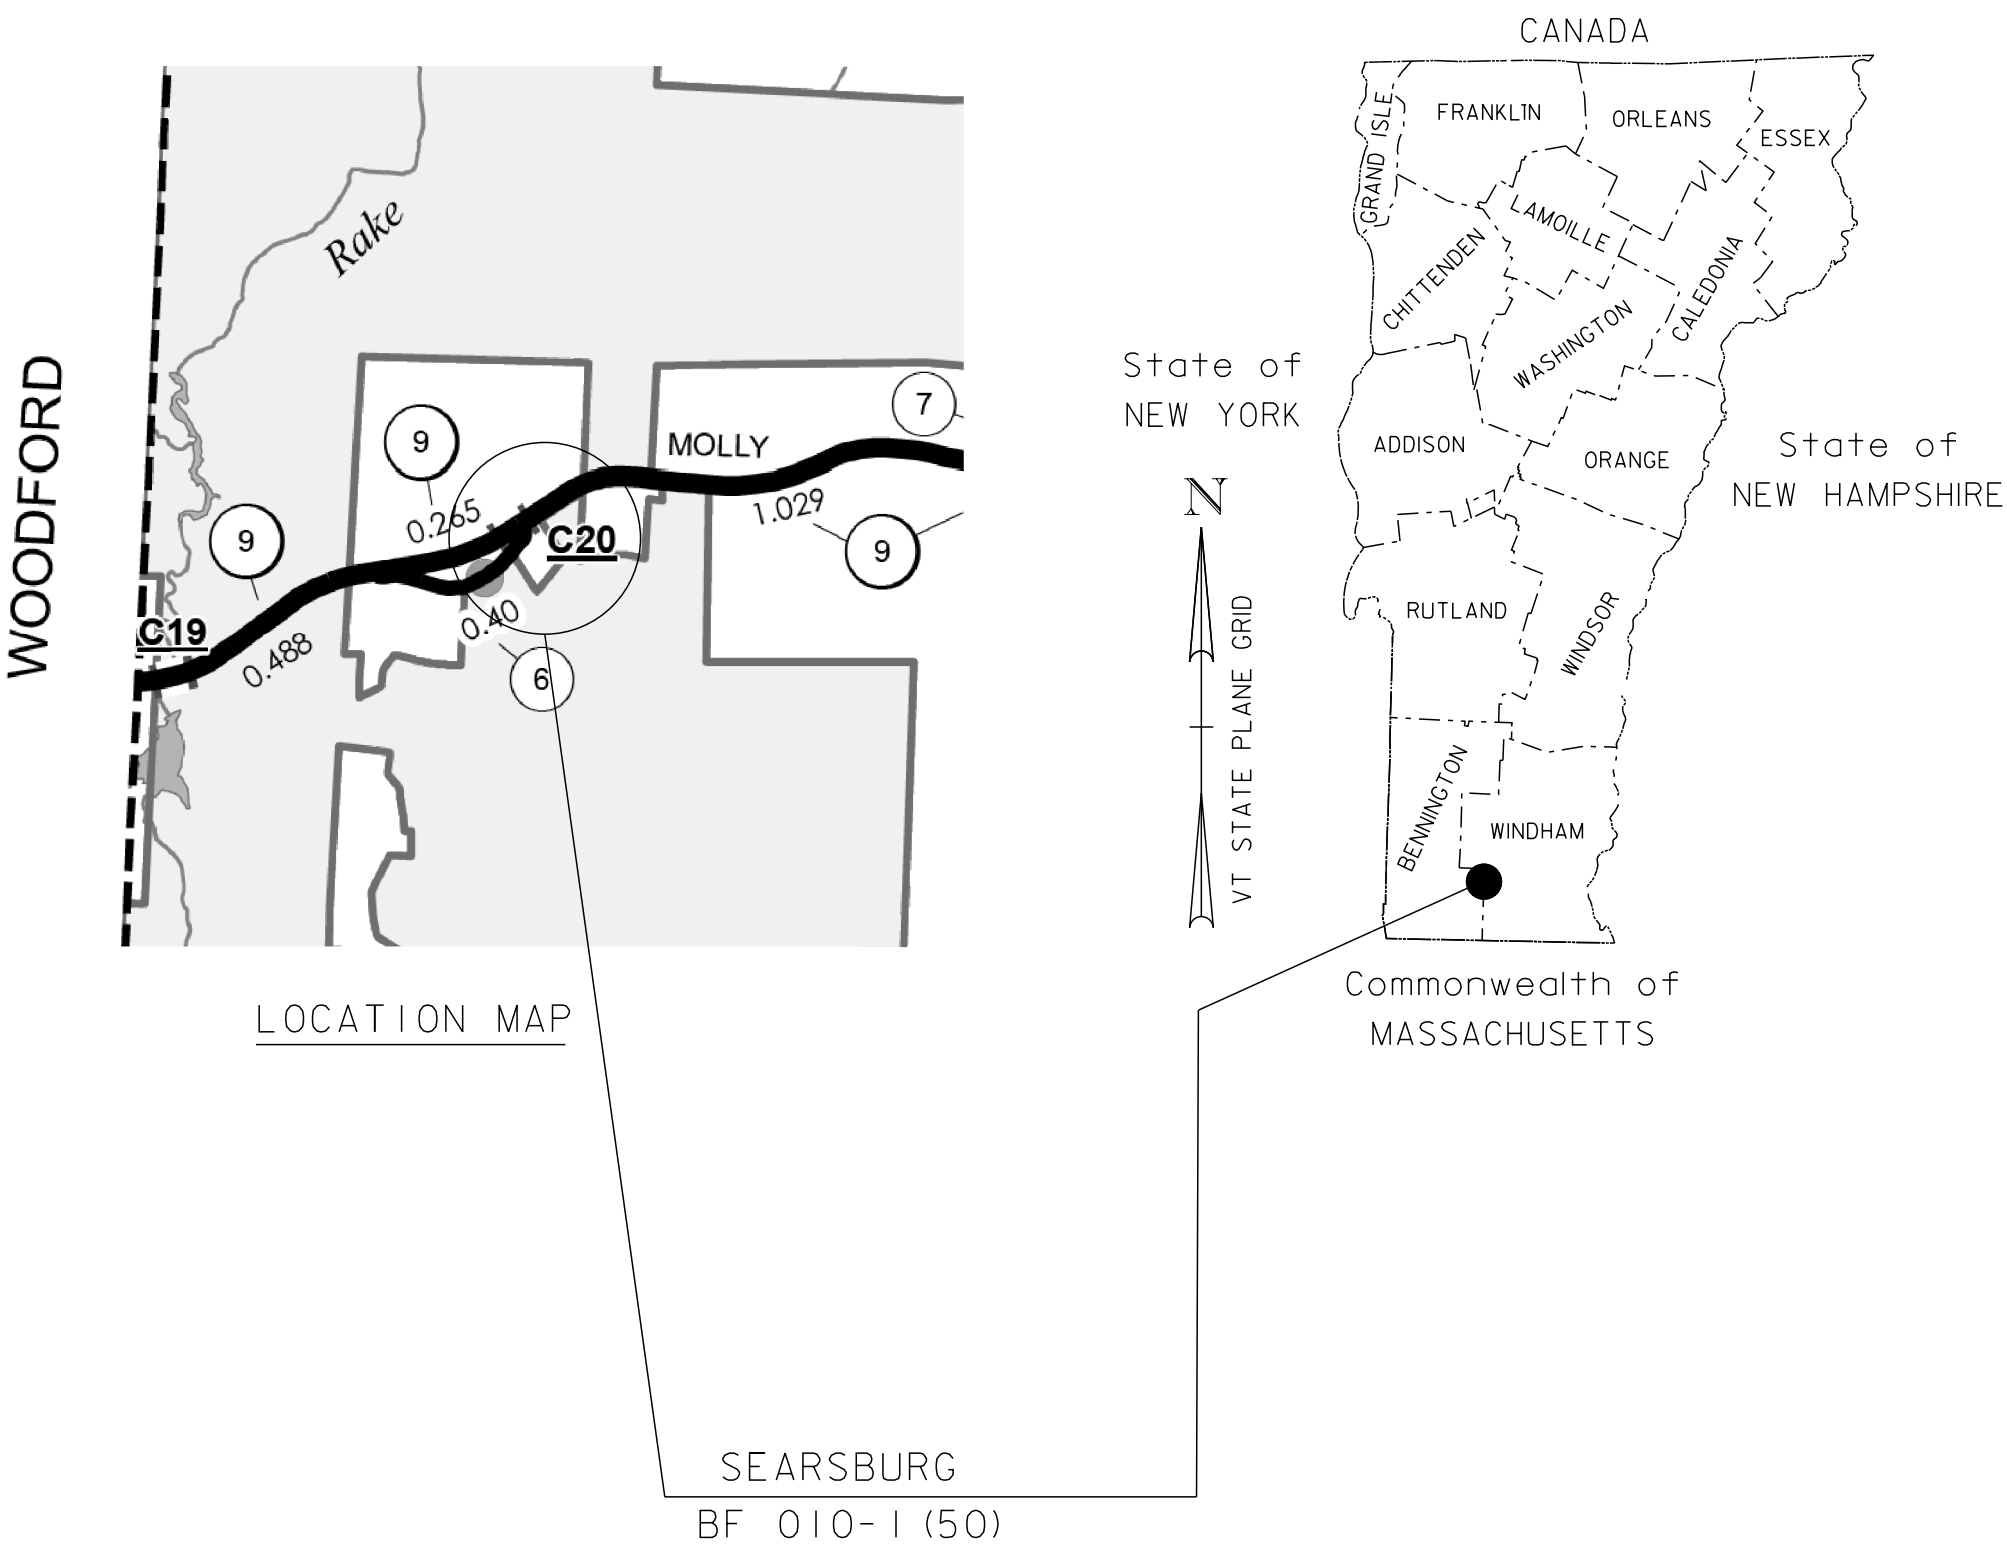 WOODFORD
Rake
9
9
0.265
MOLLY
7
1.029
9
C20
C19
0.488
0.40
6
LOCATION MAP
SEARSBURG
BF 010-1(50)
CANADA
GRAND ISLE
FRANKLIN
ORLEANS
ESSEX
LAMOILLE
CHITTENDEN
CALEDONIA
WASHINGTON
State of
NEW YORK
ADDISON
ORANGE
State of
NEW HAMPSHIRE
N
VT STATE PLANE GRID
RUTLAND
WINDSOR
BENNINGTON
WINDHAM
Commonwealth of
MASSACHUSETTS